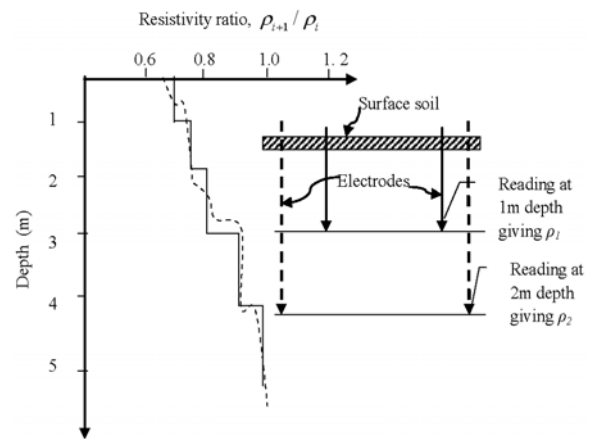 Resistivity ratio, ρᵢ₊₁ / ρᵢ
0.6 0.8 1.0 1. 2
Surface soil
1
2
3
4
5
Depth (m)
Electrodes
Reading at
1m depth
giving ρ₁
Reading at
2m depth
giving ρ₂